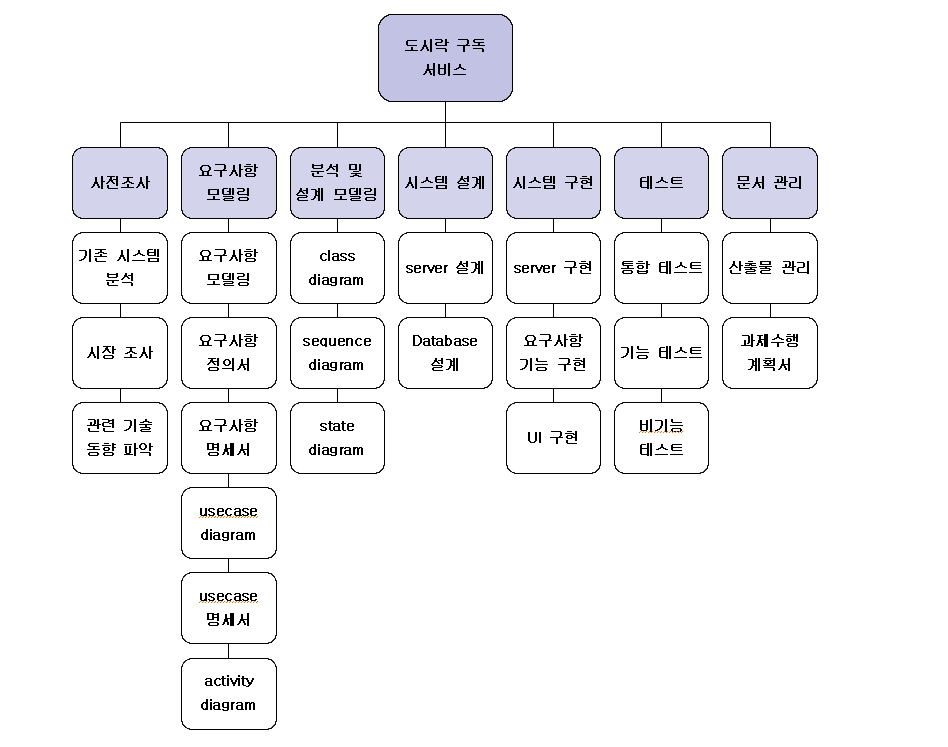 도시락 구독
서비스
사전조사
요구사항
모델링
분석 및
설계 모델링
시스템 설계
시스템 구현
테스트
문서 관리
기존 시스템
분석
요구사항
모델링
class
diagram
server 설계
server 구현
통합 테스트
산출물 관리
시장 조사
요구사항
정의서
sequence
diagram
Database
설계
요구사항
기능 구현
기능 테스트
과제수행
계획서
관련 기술
동향 파악
요구사항
명세서
state
diagram
UI 구현
비기능
테스트
usecase
diagram
usecase
명세서
activity
diagram